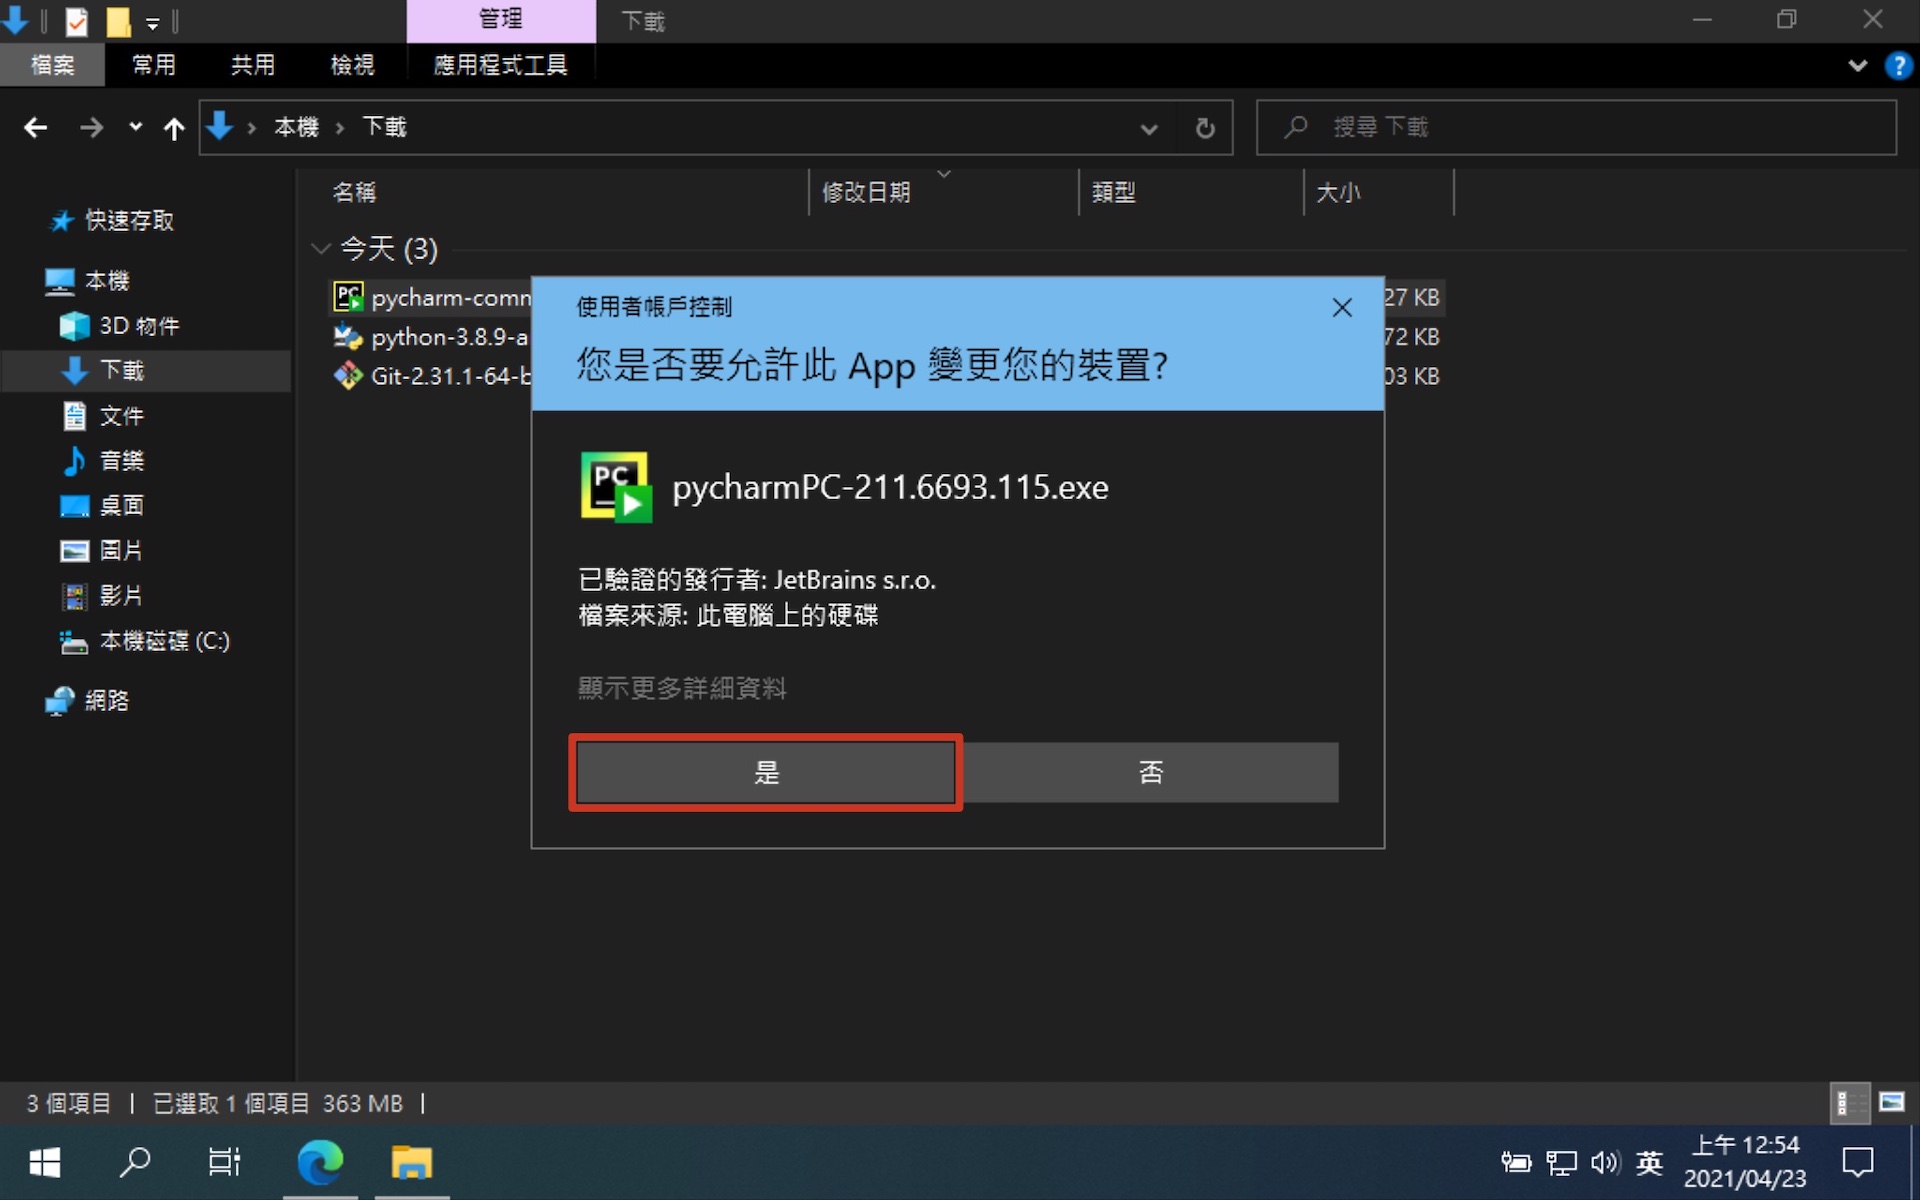 管理
下載
檔案
常用
共用
檢視
應用程式工具
本機
下載
搜尋 下載
名稱
修改日期
類型
大小
快速存取
本機
3D 物件
下載
文件
音樂
桌面
圖片
影片
本機磁碟 (C:)
網路
今天 (3)
pycharm-comm
27 KB
python-3.8.9-a
72 KB
Git-2.31.1-64-b
03 KB
使用者帳戶控制
您是否要允許此 App 變更您的裝置?
PC
pycharmPC-211.6693.115.exe
已驗證的發行者: JetBrains s.r.o.
檔案來源: 此電腦上的硬碟
顯示更多詳細資料
是
否
3 個項目
已選取 1 個項目 363 MB
英
上午 12:54
2021/04/23